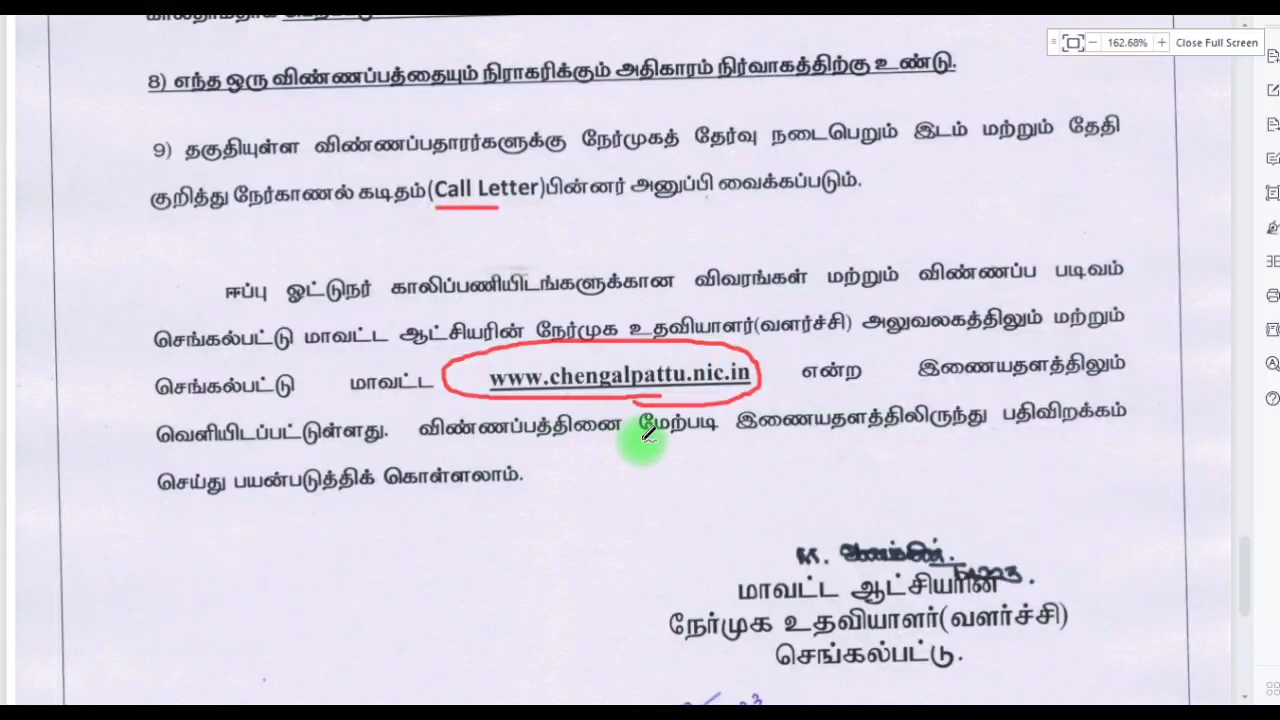 162.68%
Close Full Screen
8) எந்த ஒரு விண்ணப்பத்தையும் நிராகரிக்கும் அதிகாரம் நிர்வாகத்திற்கு உண்டு.
9) தகுதியுள்ள விண்ணப்பதாரர்களுக்கு நேர்முகத் தேர்வு நடைபெறும் இடம் மற்றும் தேதி
குறித்து நேர்காணல் கடிதம்(Call Letter)பின்னர் அனுப்பி வைக்கப்படும்.
ஈப்பு ஓட்டுநர் காலிப்பணியிடங்களுக்கான விவரங்கள் மற்றும் விண்ணப்ப படிவம்
செங்கல்பட்டு மாவட்ட ஆட்சியரின் நேர்முக உதவியாளர்(வளர்ச்சி) அலுவலகத்திலும் மற்றும்
செங்கல்பட்டு மாவட்ட www.chengalpattu.nic.in என்ற இணையதளத்திலும்
வெளியிடப்பட்டுள்ளது. விண்ணப்பத்தினை மேற்படி இணையதளத்திலிருந்து பதிவிறக்கம்
செய்து பயன்படுத்திக் கொள்ளலாம்.
மாவட்ட ஆட்சியரின்
நேர்முக உதவியாளர்(வளர்ச்சி)
செங்கல்பட்டு.